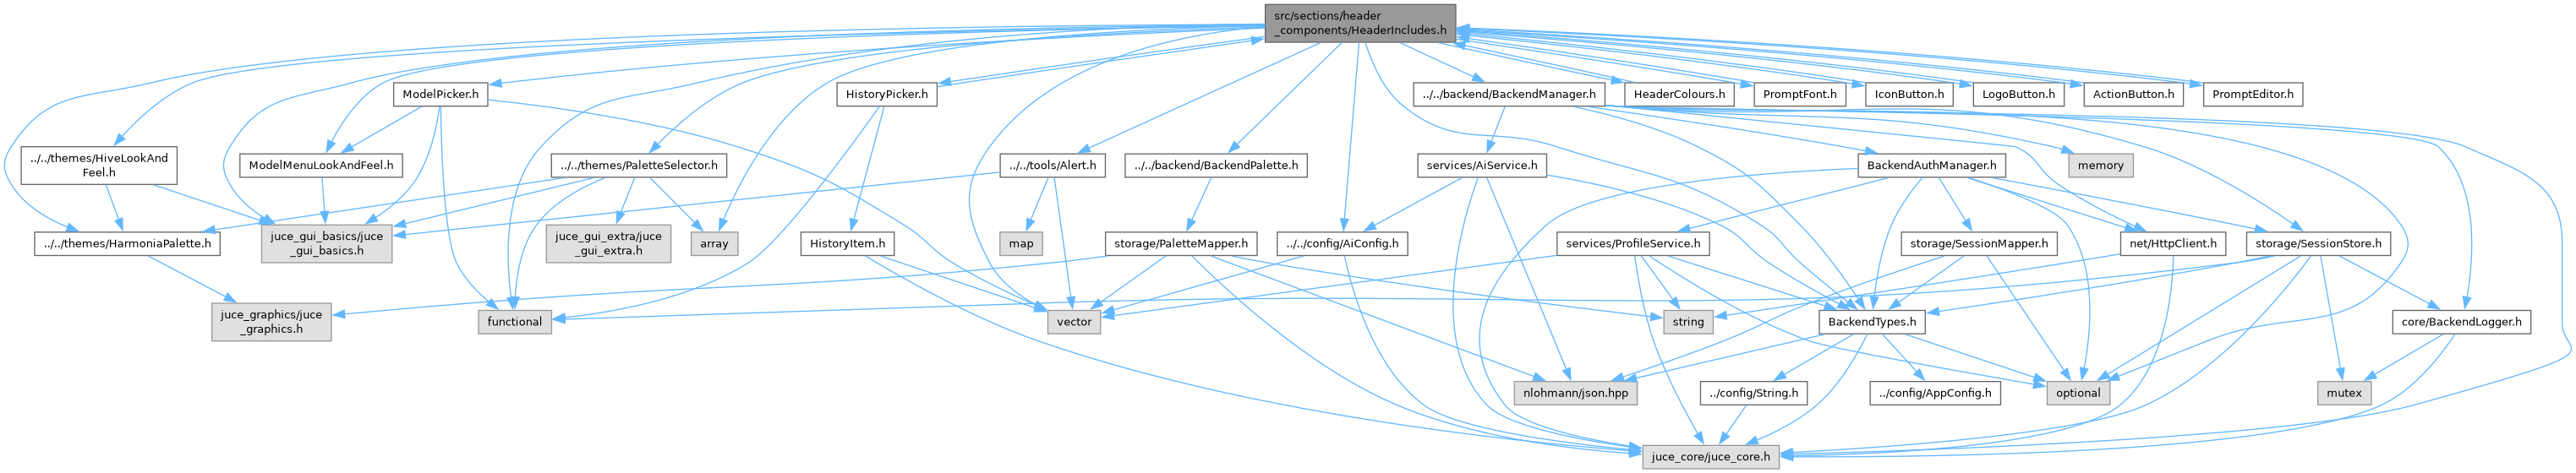 src/sections/header
_components/HeaderIncludes.h
ModelPicker.h
HistoryPicker.h
../../backend/BackendManager.h
HeaderColours.h
PromptFont.h
IconButton.h
LogoButton.h
ActionButton.h
PromptEditor.h
../../themes/HiveLookAnd
Feel.h
ModelMenuLookAndFeel.h
../../themes/PaletteSelector.h
../../tools/Alert.h
../../backend/BackendPalette.h
services/AiService.h
BackendAuthManager.h
memory
../../themes/HarmoniaPalette.h
juce_gui_basics/juce
_gui_basics.h
juce_gui_extra/juce
_gui_extra.h
array
HistoryItem.h
map
storage/PaletteMapper.h
../../config/AiConfig.h
services/ProfileService.h
storage/SessionMapper.h
net/HttpClient.h
storage/SessionStore.h
juce_graphics/juce
_graphics.h
functional
vector
string
BackendTypes.h
core/BackendLogger.h
nlohmann/json.hpp
../config/String.h
../config/AppConfig.h
optional
mutex
juce_core/juce_core.h